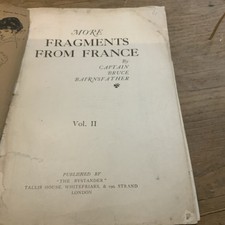 MORE
FRAGMENTS
FROM FRANCE
By
CAPTAIN
BRUCE
BAIRNSFATHER
Vol. II
PUBLISHED BY
"THE BYSTANDER"
TALLIS HOUSE WHITEFRIARS & 190 STRAND
LONDON